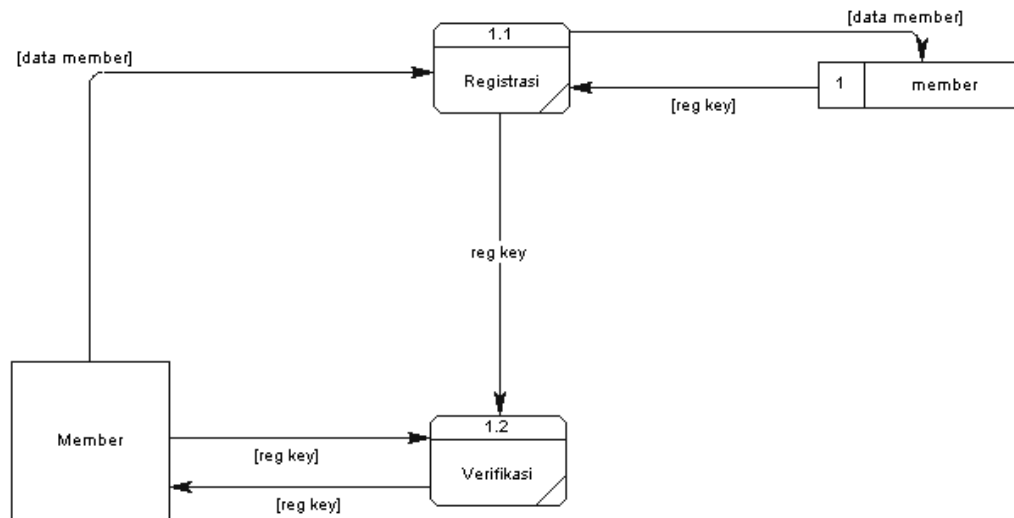 [data member]
1.1
Registrasi
[data member]
1
member
[reg key]
reg key
Member
[reg key]
[reg key]
1.2
Verifikasi